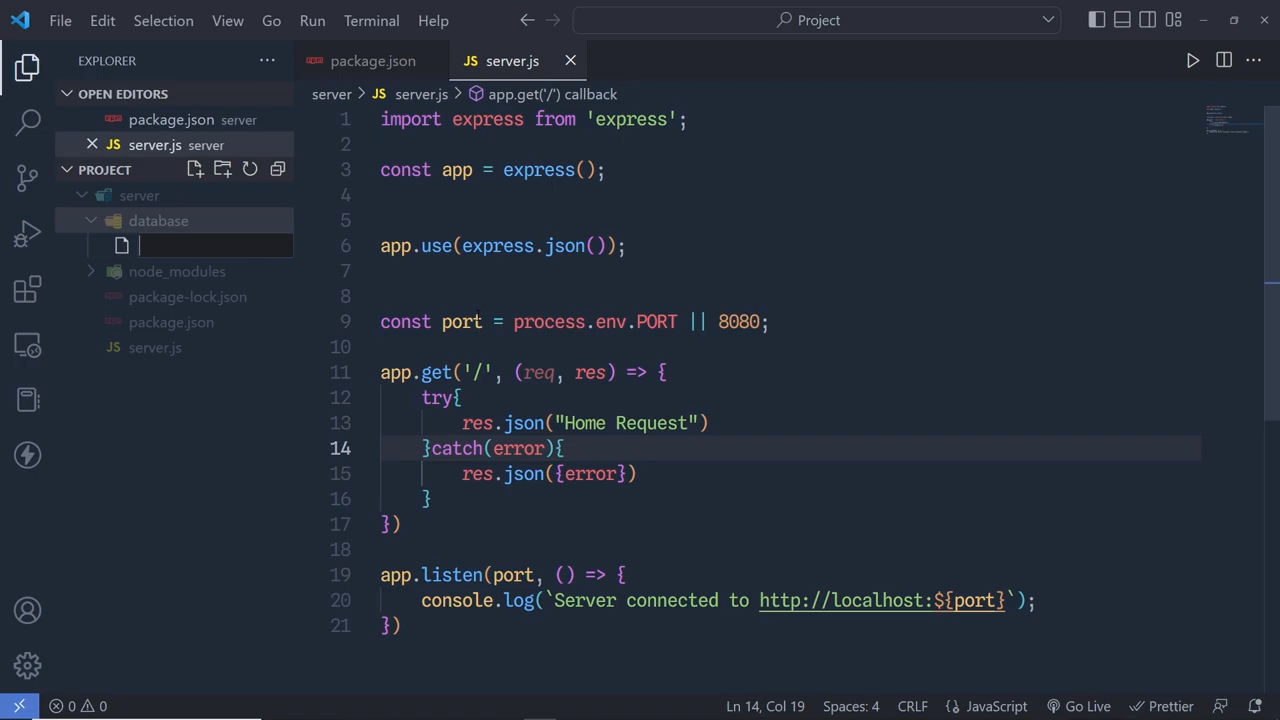 File Edit Selection View Go Run Terminal Help Project
EXPLORER
OPEN EDITORS
package.json server
JS server.js server
PROJECT
server
database
node_modules
package-lock.json
package.json
JS server.js
package.json JS server.js
server > JS server.js > app.get('/') callback
1 import express from 'express';
2
3 const app = express();
4
5
6 app.use(express.json());
7
8
9 const port = process.env.PORT || 8080;
10
11 app.get('/', (req, res) => {
12 try{
13 res.json("Home Request")
14 }catch(error){
15 res.json({error})
16 }
17 })
18
19 app.listen(port, () => {
20 console.log(`Server connected to http://localhost:${port}`);
21 })
0 0 Ln 14, Col 19 Spaces: 4 CRLF {} JavaScript Go Live Prettier